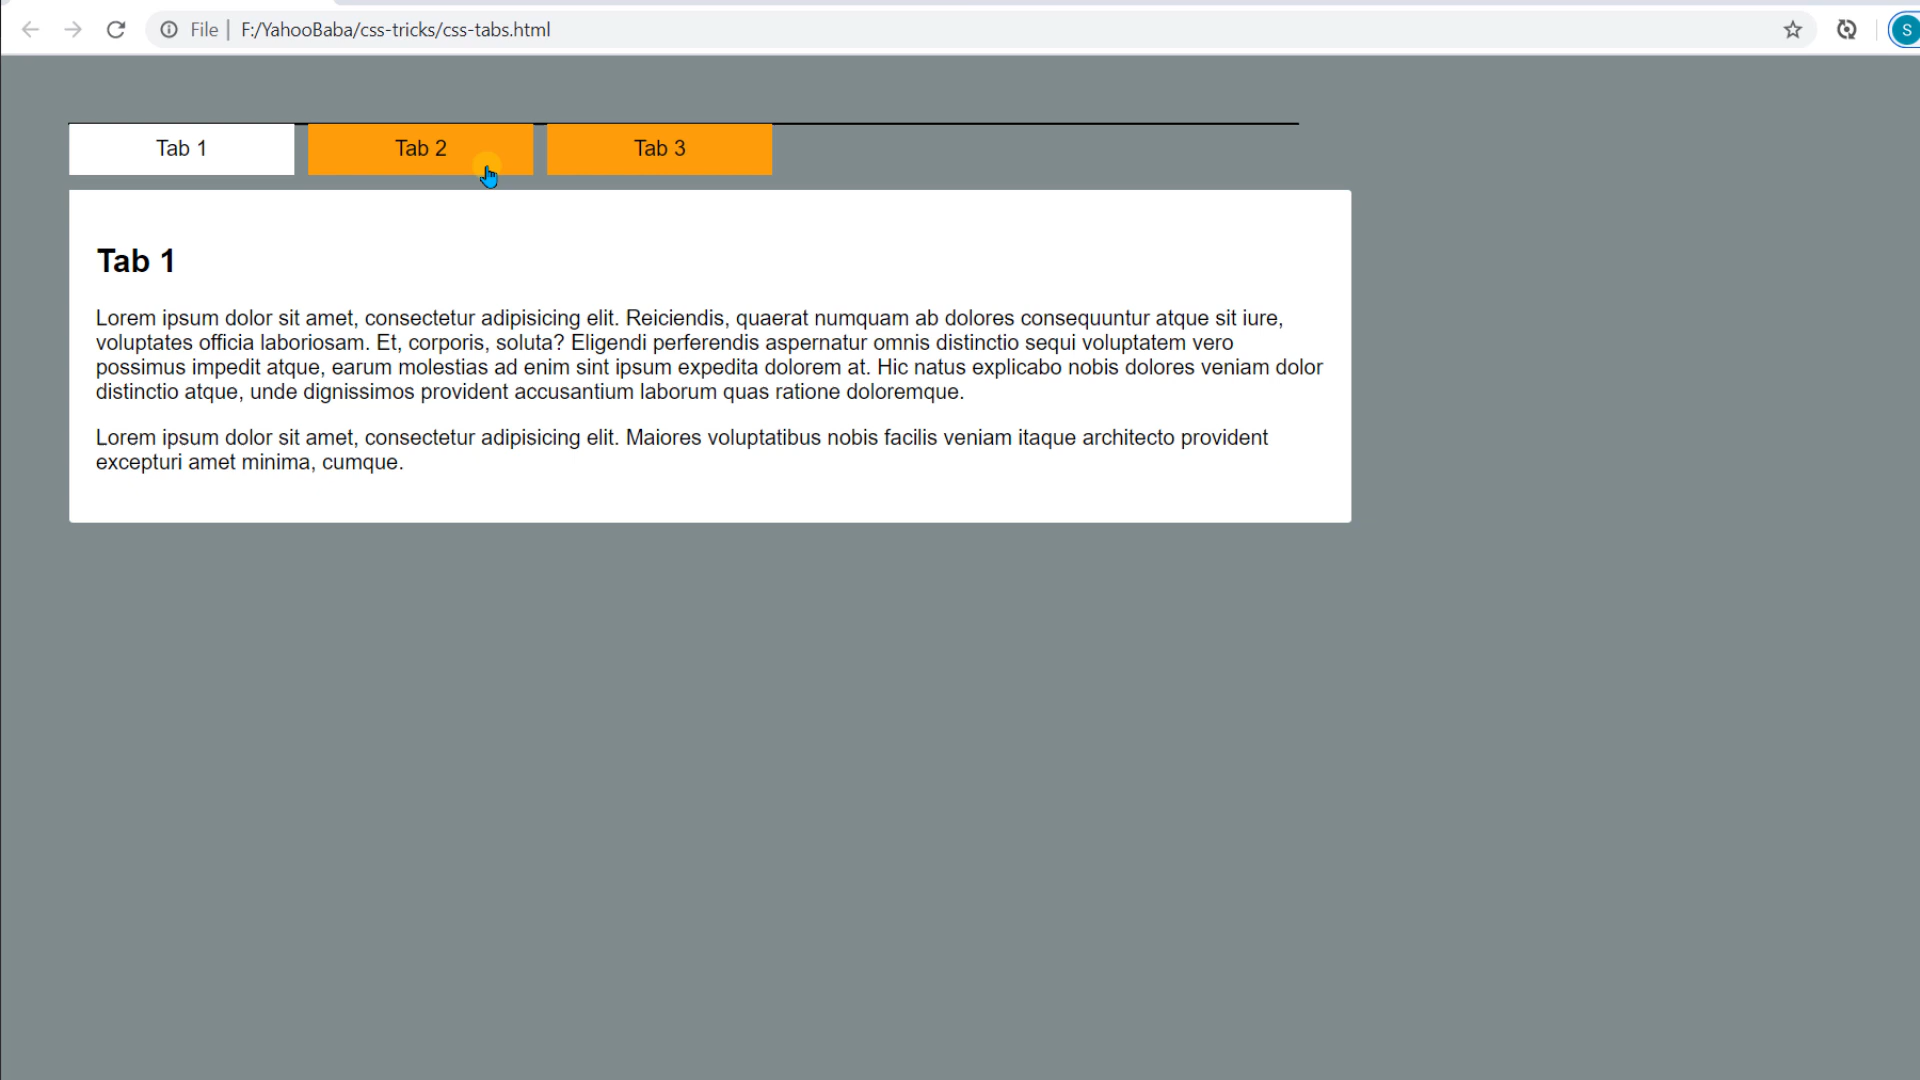 File | F:/YahooBaba/css-tricks/css-tabs.html
S
Tab 1 Tab 2 Tab 3
Tab 1
Lorem ipsum dolor sit amet, consectetur adipisicing elit. Reiciendis, quaerat numquam ab dolores consequuntur atque sit iure,
voluptates officia laboriosam. Et, corporis, soluta? Eligendi perferendis aspernatur omnis distinctio sequi voluptatem vero
possimus impedit atque, earum molestias ad enim sint ipsum expedita dolorem at. Hic natus explicabo nobis dolores veniam dolor
distinctio atque, unde dignissimos provident accusantium laborum quas ratione doloremque.
Lorem ipsum dolor sit amet, consectetur adipisicing elit. Maiores voluptatibus nobis facilis veniam itaque architecto provident
excepturi amet minima, cumque.